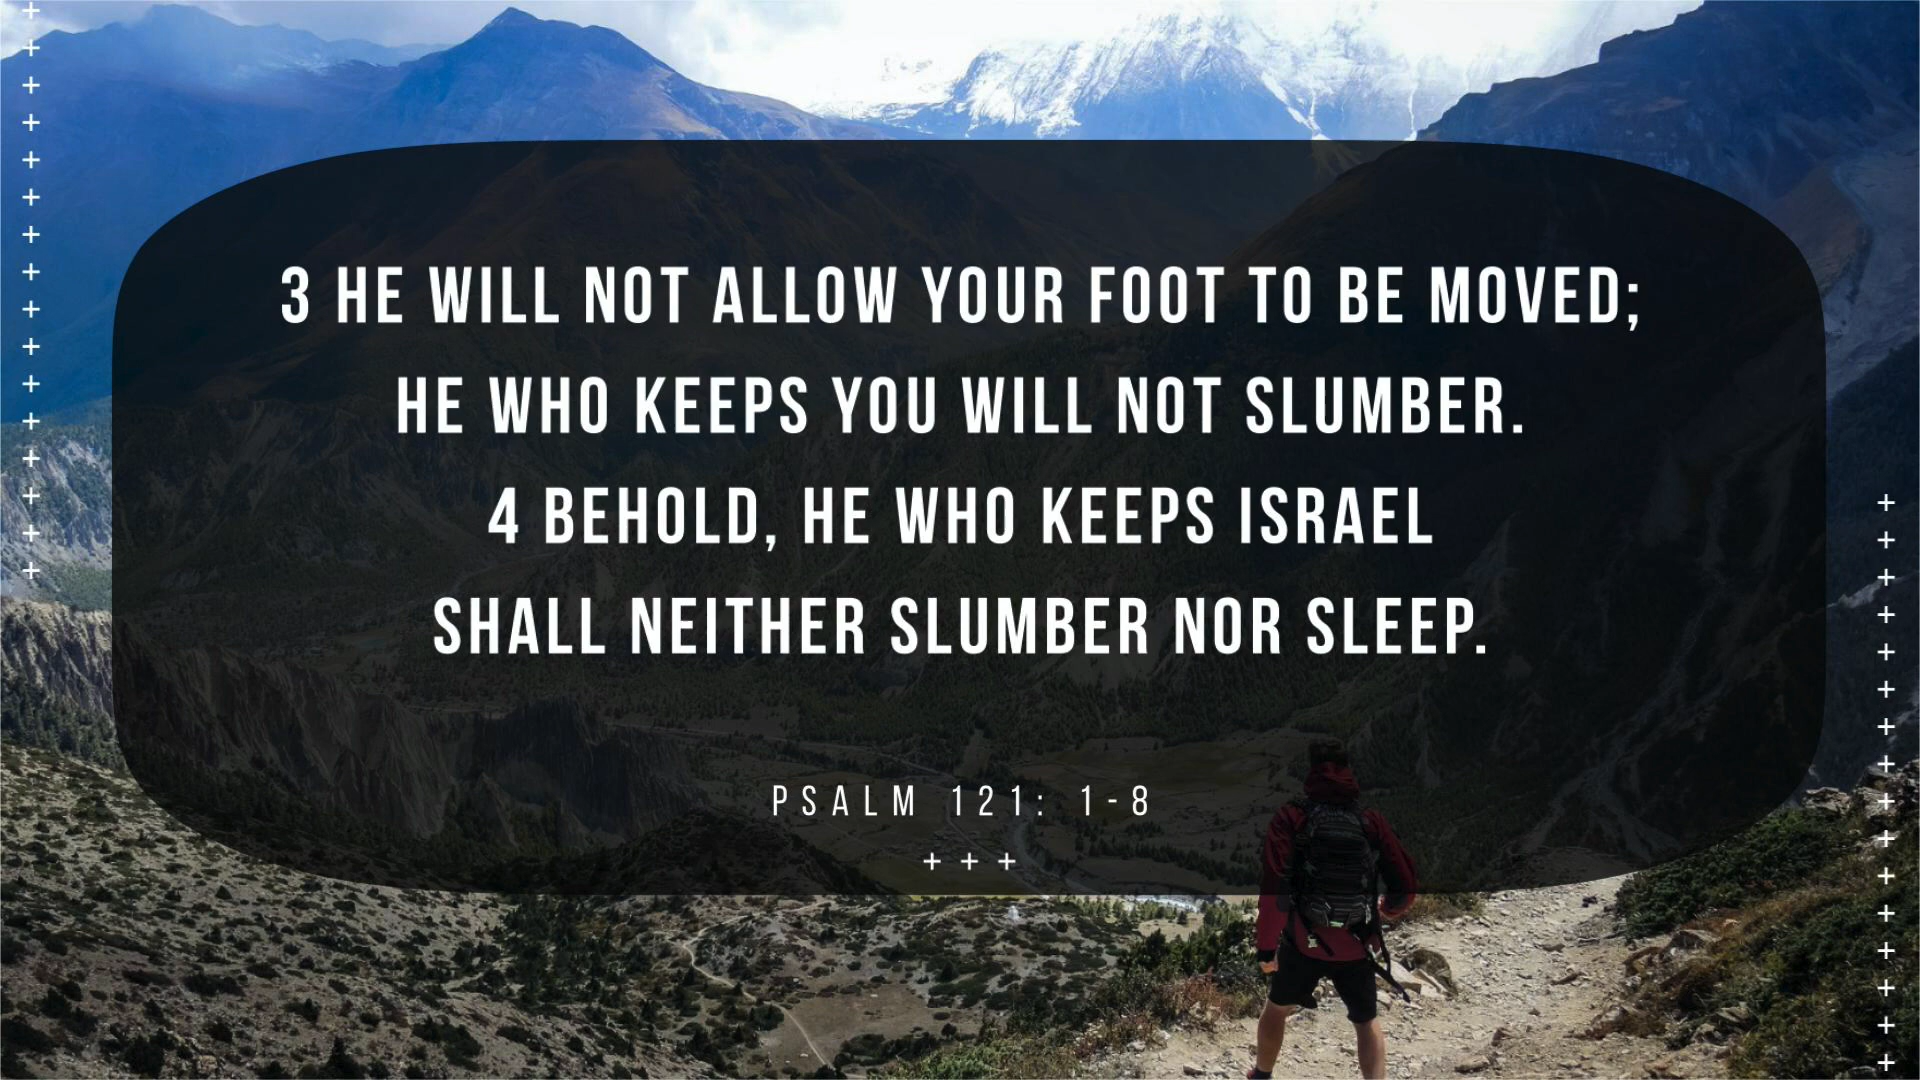 3 HE WILL NOT ALLOW YOUR FOOT TO BE MOVED;
HE WHO KEEPS YOU WILL NOT SLUMBER.
4 BEHOLD, HE WHO KEEPS ISRAEL
SHALL NEITHER SLUMBER NOR SLEEP.
PSALM 121: 1-8
+ + +